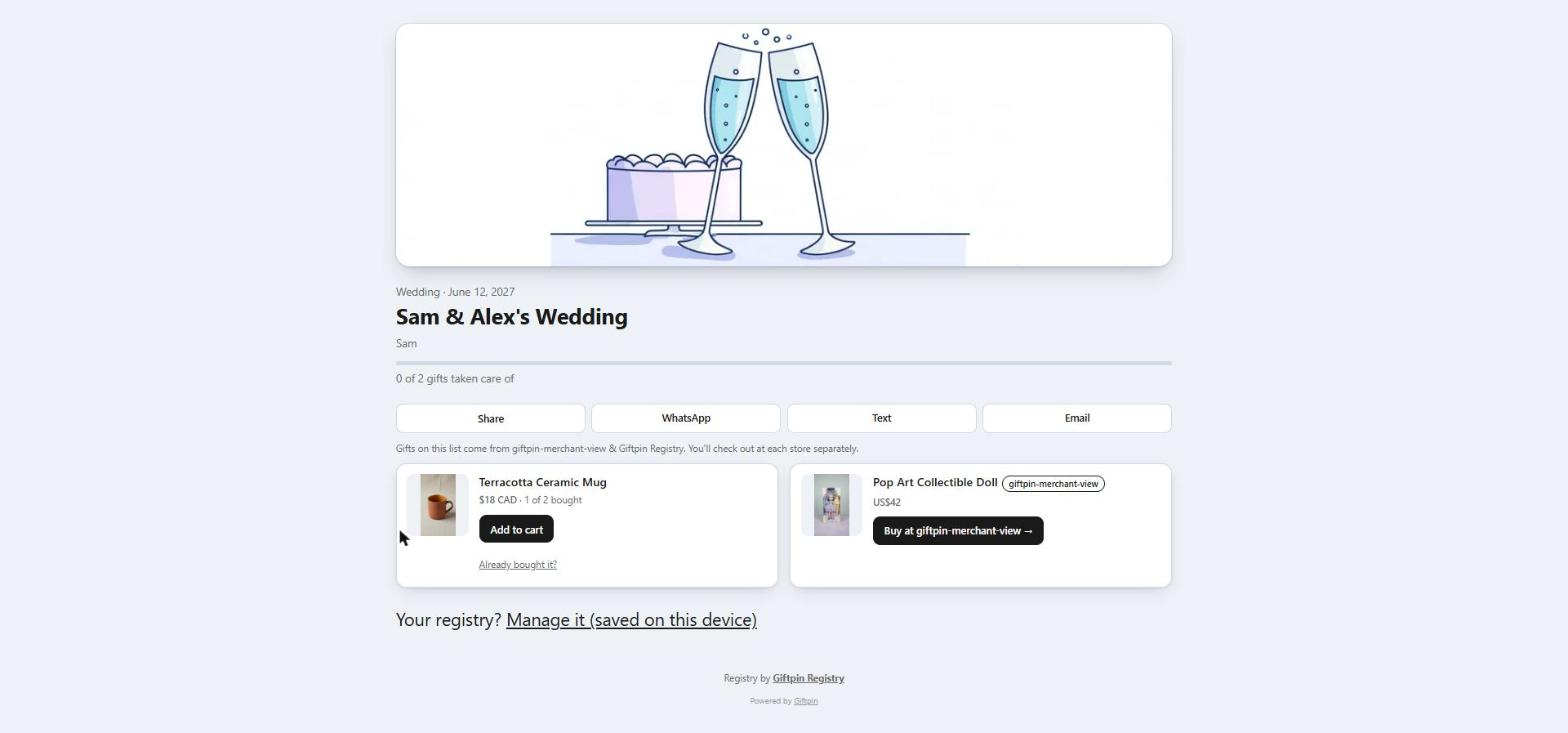 Wedding · June 12, 2027
Sam & Alex's Wedding
Sam
0 of 2 gifts taken care of
Share
WhatsApp
Text
Email
Gifts on this list come from giftpin-merchant-view & Giftpin Registry. You'll check out at each store separately.
Terracotta Ceramic Mug
$18 CAD · 1 of 2 bought
Add to cart
Already bought it?
Pop Art Collectible Doll giftpin-merchant-view
US$42
Buy at giftpin-merchant-view →
Your registry? Manage it (saved on this device)
Registry by Giftpin Registry
Powered by Giftpin